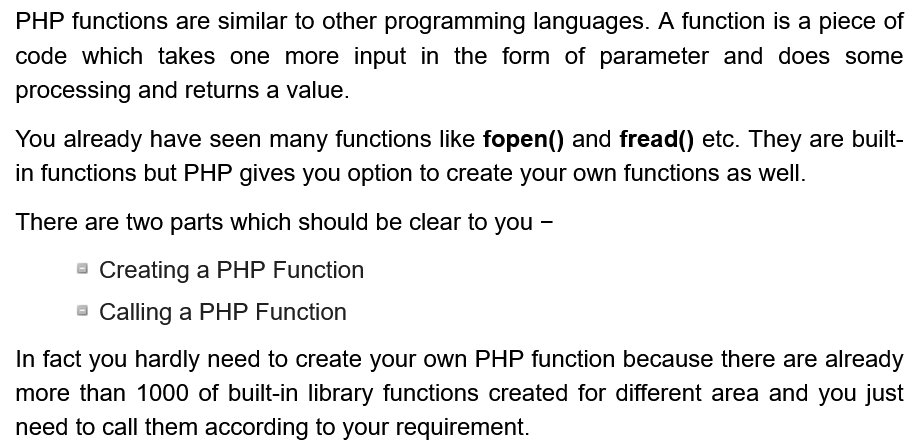 PHP functions are similar to other programming languages. A function is a piece of
code which takes one more input in the form of parameter and does some
processing and returns a value.
You already have seen many functions like fopen() and fread() etc. They are built-
in functions but PHP gives you option to create your own functions as well.
There are two parts which should be clear to you −
Creating a PHP Function
Calling a PHP Function
In fact you hardly need to create your own PHP function because there are already
more than 1000 of built-in library functions created for different area and you just
need to call them according to your requirement.